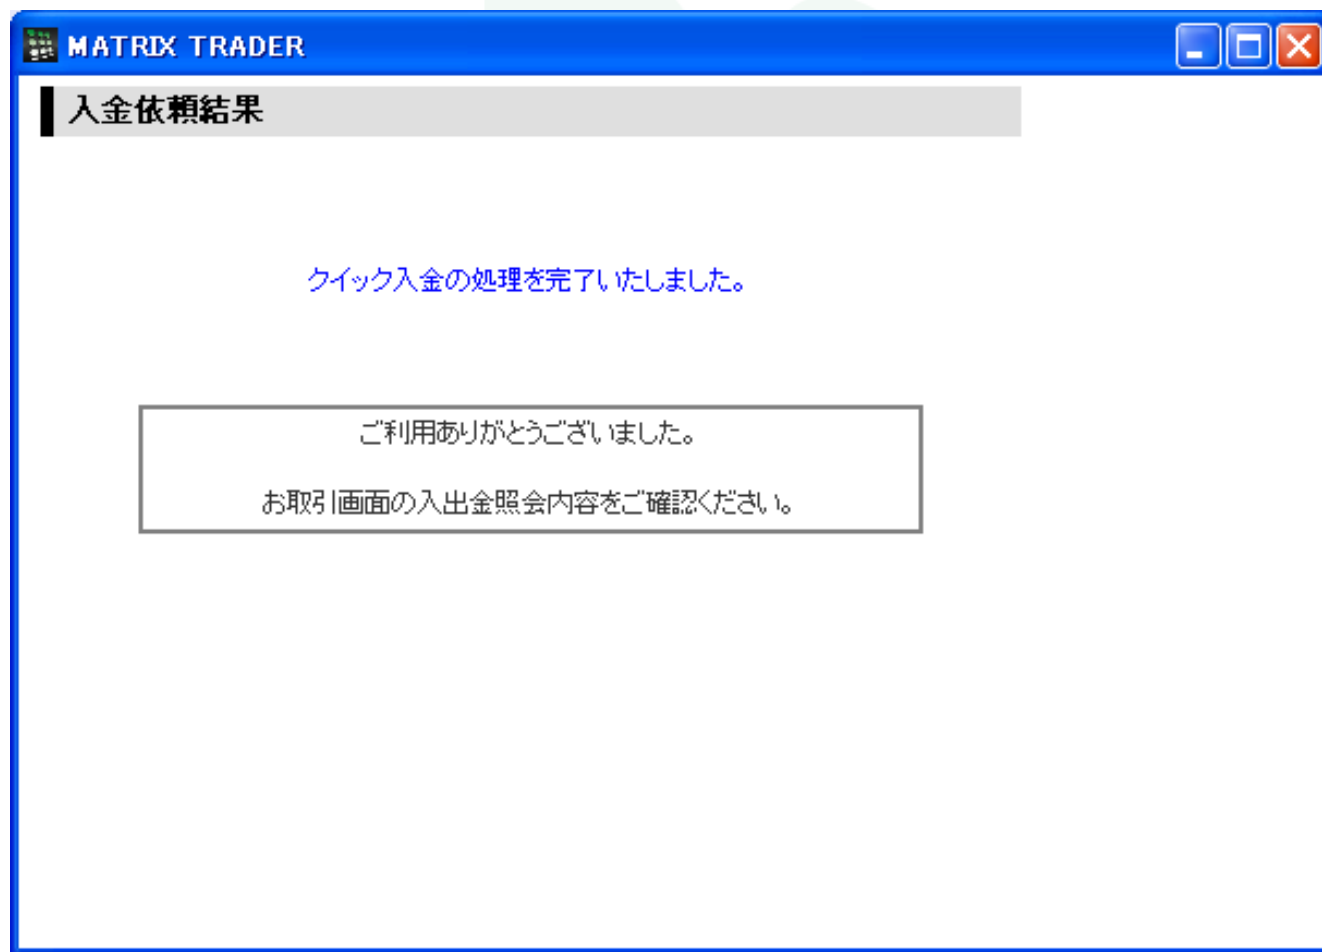 MATRIX TRADER
入金依頼結果
クイック入金の処理を完了いたしました。
ご利用ありがとうございました。
お取引画面の入出金照会内容をご確認ください。